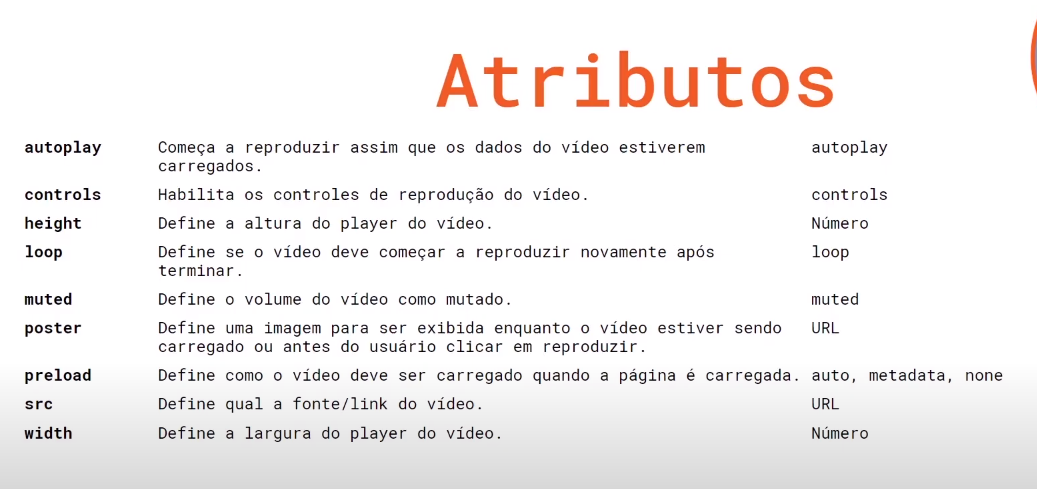 Atributos
autoplay Começa a reproduzir assim que os dados do vídeo estiverem autoplay
carregados.
controls Habilita os controles de reprodução do vídeo. controls
height Define a altura do player do vídeo. Número
loop Define se o vídeo deve começar a reproduzir novamente após loop
terminar.
muted Define o volume do vídeo como mutado. muted
poster Define uma imagem para ser exibida enquanto o vídeo estiver sendo URL
carregado ou antes do usuário clicar em reproduzir.
preload Define como o vídeo deve ser carregado quando a página é carregada. auto, metadata, none
src Define qual a fonte/link do vídeo. URL
width Define a largura do player do vídeo. Número